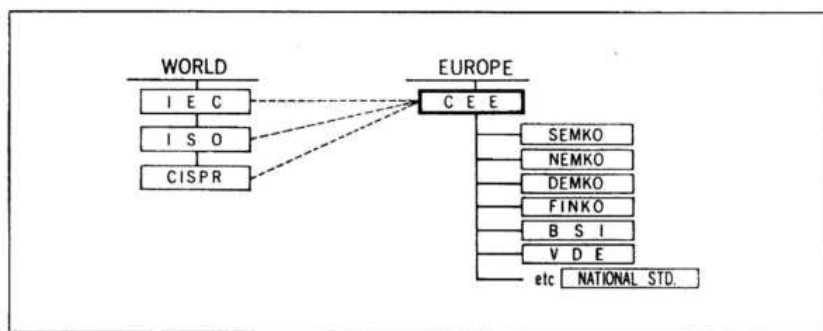 WORLD
EUROPE
I E C
C E E
I S O
CISPR
SEMKO
NEMKO
DEMKO
FINKO
B S I
V D E
etc NATIONAL STD.